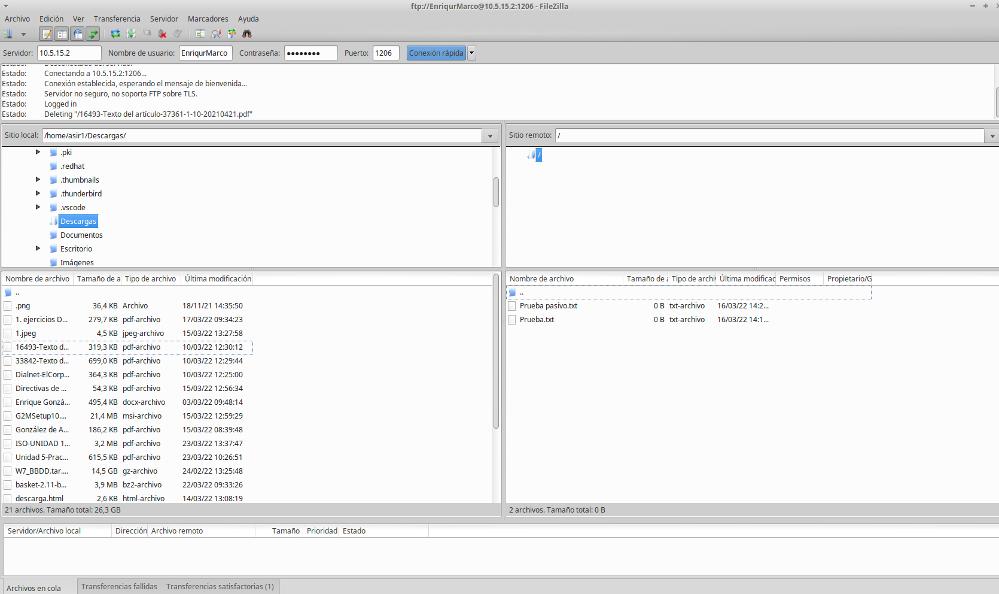 ftp://EnriqurMarco@10.5.15.2:1206 - FileZilla
Archivo Edición Ver Transferencia Servidor Marcadores Ayuda
Servidor: 10.5.15.2 Nombre de usuario: EnriqurMarco Contraseña: ●●●●●●●● Puerto: 1206 Conexión rápida
Estado: Desconectado del servidor
Estado: Conectando a 10.5.15.2:1206...
Estado: Conexión establecida, esperando el mensaje de bienvenida...
Estado: Servidor no seguro, no soporta FTP sobre TLS.
Estado: Logged in
Estado: Deleting "/16493-Texto del artículo-37361-1-10-20210421.pdf"
Sitio local: /home/asir1/Descargas/
.pki
.redhat
.thumbnails
.thunderbird
.vscode
Descargas
Documentos
Escritorio
Imágenes
Sitio remoto: /
/
Nombre de archivo Tamaño de a Tipo de archivo Última modificación
..
.png 36,4 KB Archivo 18/11/21 14:35:50
1. ejercicios D... 279,7 KB pdf-archivo 17/03/22 09:34:23
1.jpeg 4,5 KB jpeg-archivo 15/03/22 13:27:58
16493-Texto d... 319,3 KB pdf-archivo 10/03/22 12:30:12
33842-Texto d... 699,0 KB pdf-archivo 10/03/22 12:29:44
Dialnet-ElCorp... 364,3 KB pdf-archivo 10/03/22 12:25:00
Directivas de ... 54,3 KB pdf-archivo 15/03/22 12:56:34
Enrique Gonzá... 495,4 KB docx-archivo 03/03/22 09:48:14
G2MSetup10.... 21,4 MB msi-archivo 15/03/22 12:59:29
González de A... 186,2 KB pdf-archivo 15/03/22 08:39:48
ISO-UNIDAD 1... 3,2 MB pdf-archivo 23/03/22 13:37:47
Unidad 5-Prac... 615,5 KB pdf-archivo 23/03/22 10:26:51
W7_BBDD.tar.... 14,5 GB gz-archivo 24/02/22 13:25:48
basket-2.11-b... 3,9 MB bz2-archivo 22/03/22 09:33:26
descarga.html 2,6 KB html-archivo 14/03/22 13:08:19
21 archivos. Tamaño total: 26,3 GB
Nombre de archivo Tamaño de a Tipo de archiv Última modificac Permisos Propietario/G
..
Prueba pasivo.txt 0 B txt-archivo 16/03/22 14:2...
Prueba.txt 0 B txt-archivo 16/03/22 14:1...
2 archivos. Tamaño total: 0 B
Servidor/Archivo local Dirección Archivo remoto Tamaño Prioridad Estado
Archivos en cola Transferencias fallidas Transferencias satisfactorias (1)